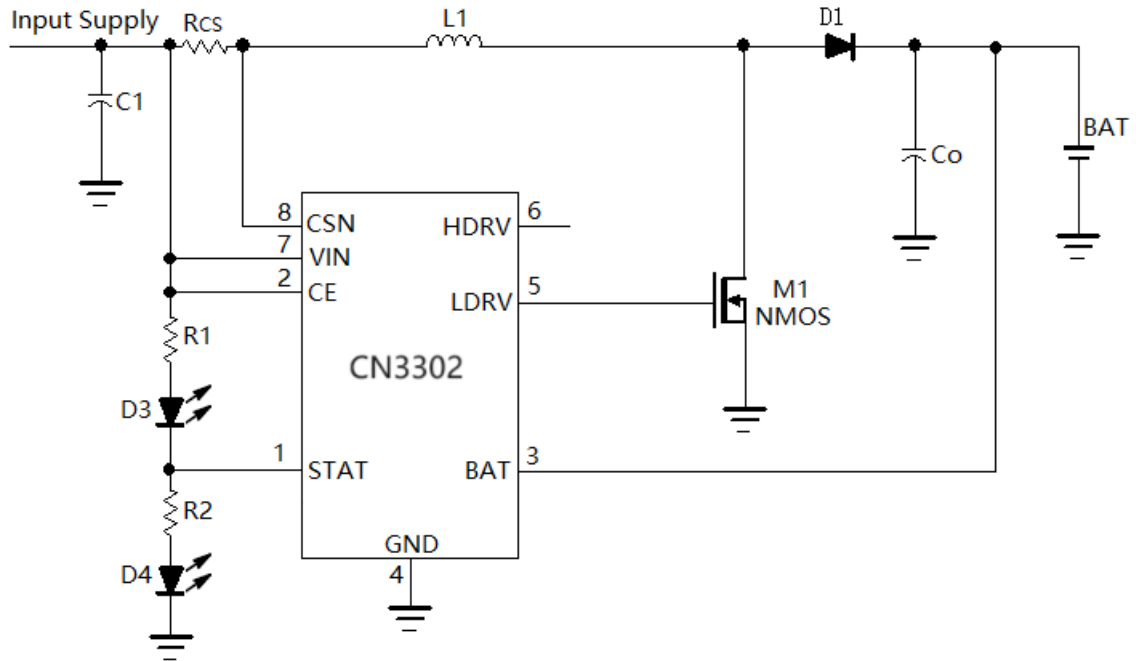 Input Supply
RCS
L1
D1
C1
Co
BAT
8
CSN
HDRV
6
7
VIN
2
CE
LDRV
5
M1
NMOS
R1
CN3302
D3
1
STAT
BAT
3
R2
GND
D4
4